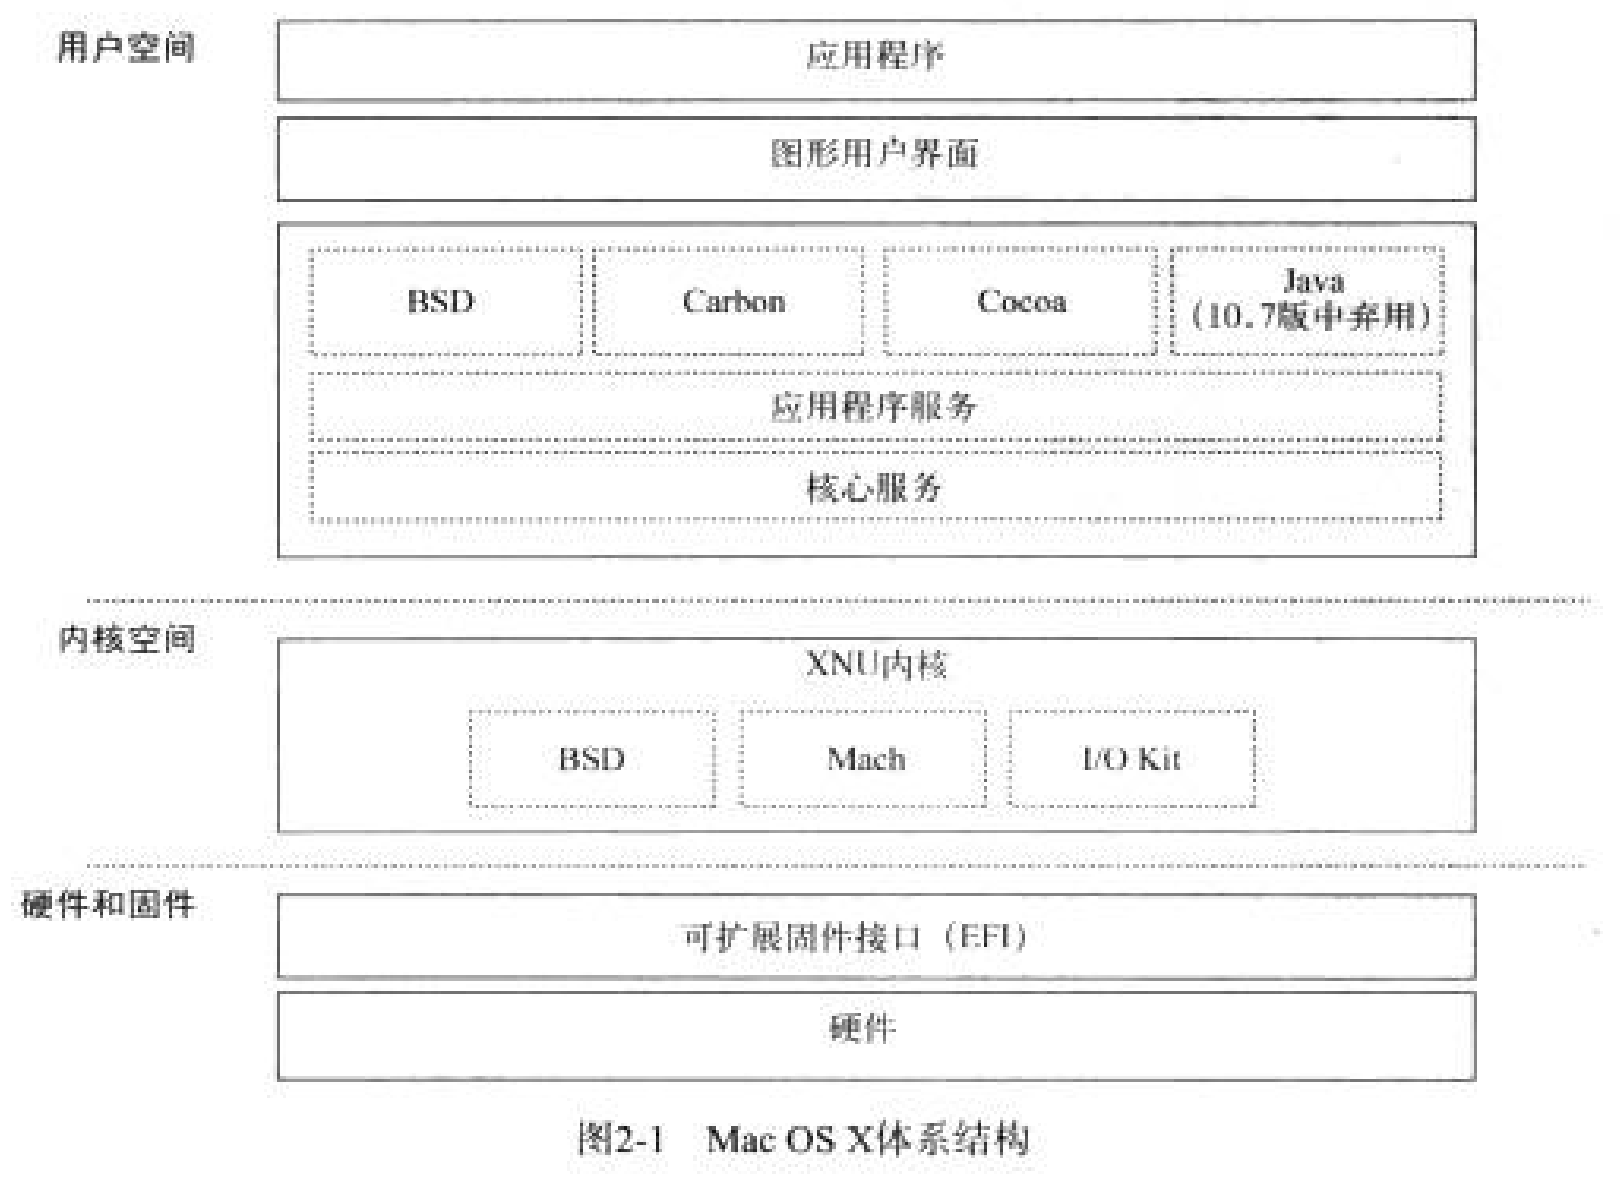 用户空间
应用程序
图形用户界面
BSD
Carbon
Cocoa
Java
(10.7版中弃用)
应用程序服务
核心服务
内核空间
XNU内核
BSD
Mach
I/O Kit
硬件和固件
可扩展固件接口（EFI）
硬件
图2-1 Mac OS X体系结构